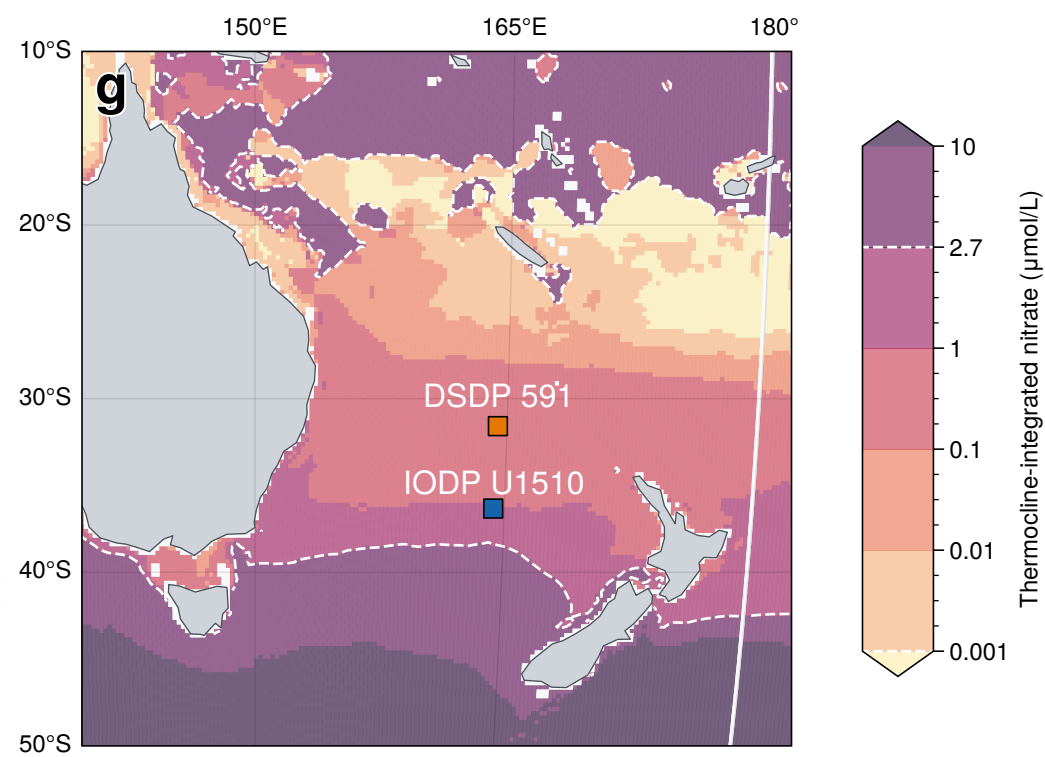 150°E 165°E 180°
10°S
g
20°S
30°S
40°S
50°S
DSDP 591
IODP U1510
10
2.7
1
0.1
0.01
0.001
Thermocline-integrated nitrate (µmol/L)